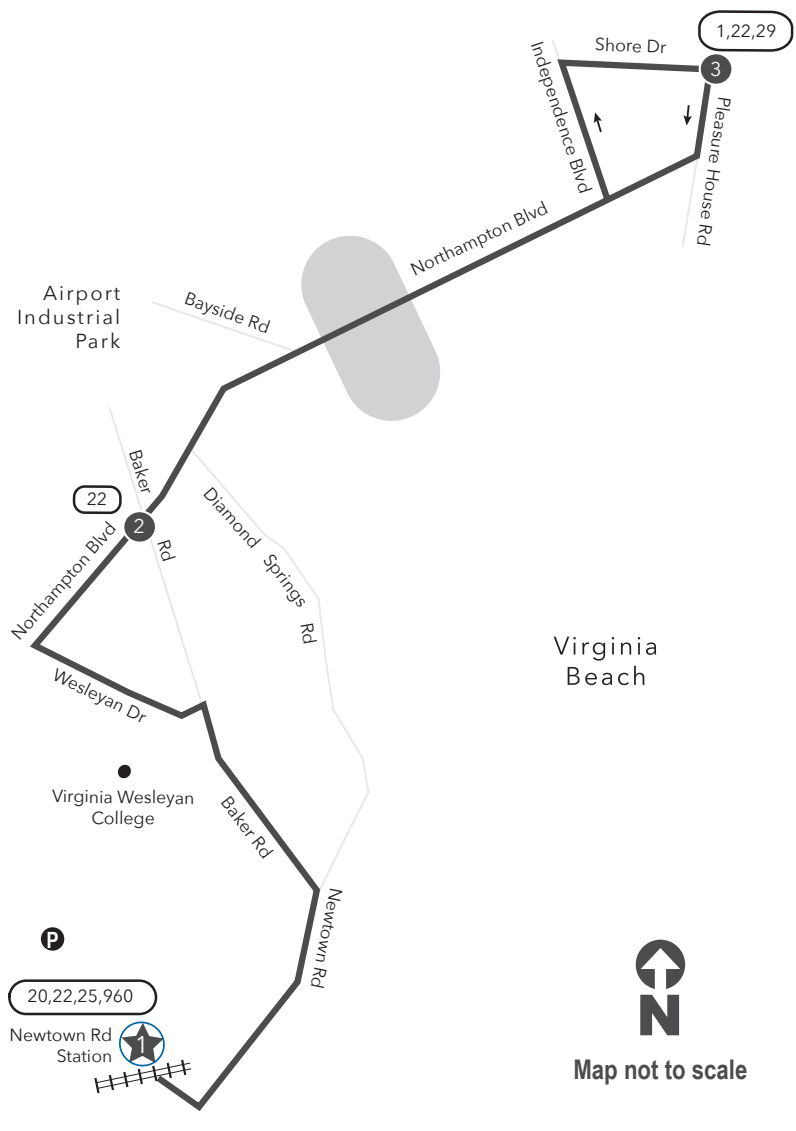 1,22,29
Shore Dr
3
Independence Blvd
Pleasure House Rd
Northampton Blvd
Airport
Industrial
Park
Bayside Rd
Baker
Rd
22
2
Diamond Springs Rd
Northampton Blvd
Virginia
Beach
Wesleyan Dr
Virginia Wesleyan
College
Baker Rd
Newtown Rd
P
20,22,25,960
Newtown Rd
Station
1
N
Map not to scale